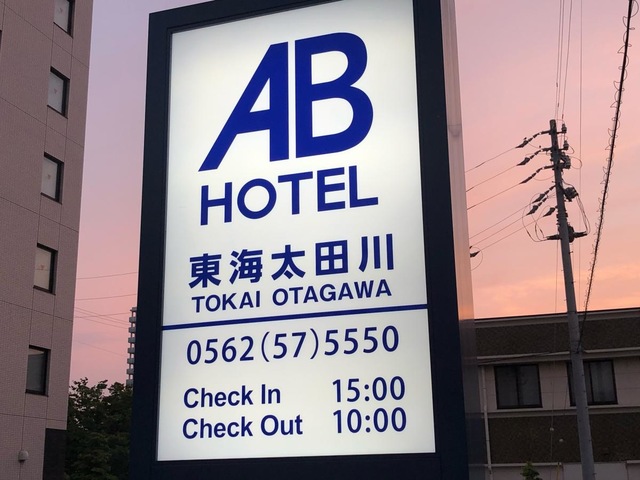 AB
HOTEL
東海太田川
TOKAI OTAGAWA
0562(57)5550
Check In 15:00
Check Out 10:00